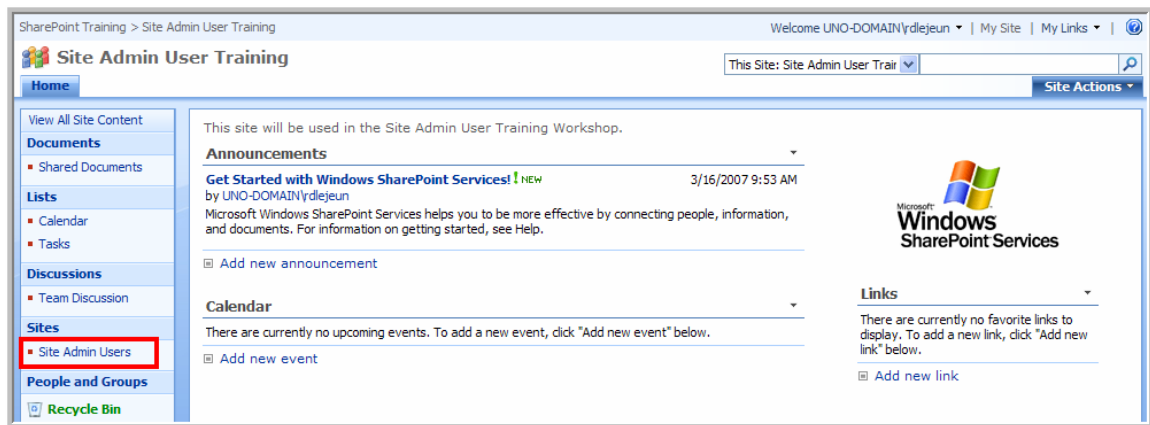 SharePoint Training > Site Admin User Training
Welcome UNO-DOMAIN\rdlejeun | My Site | My Links |
Site Admin User Training
This Site: Site Admin User Trair
Home
Site Actions
View All Site Content
Documents
Shared Documents
Lists
Calendar
Tasks
Discussions
Team Discussion
Sites
Site Admin Users
People and Groups
Recycle Bin
This site will be used in the Site Admin User Training Workshop.
Announcements
Get Started with Windows SharePoint Services! ! NEW 3/16/2007 9:53 AM
by UNO-DOMAIN\rdlejeun
Microsoft Windows SharePoint Services helps you to be more effective by connecting people, information,
and documents. For information on getting started, see Help.
Add new announcement
Calendar
There are currently no upcoming events. To add a new event, click "Add new event" below.
Add new event
Microsoft
Windows
SharePoint Services
Links
There are currently no favorite links to
display. To add a new link, click "Add new
link" below.
Add new link